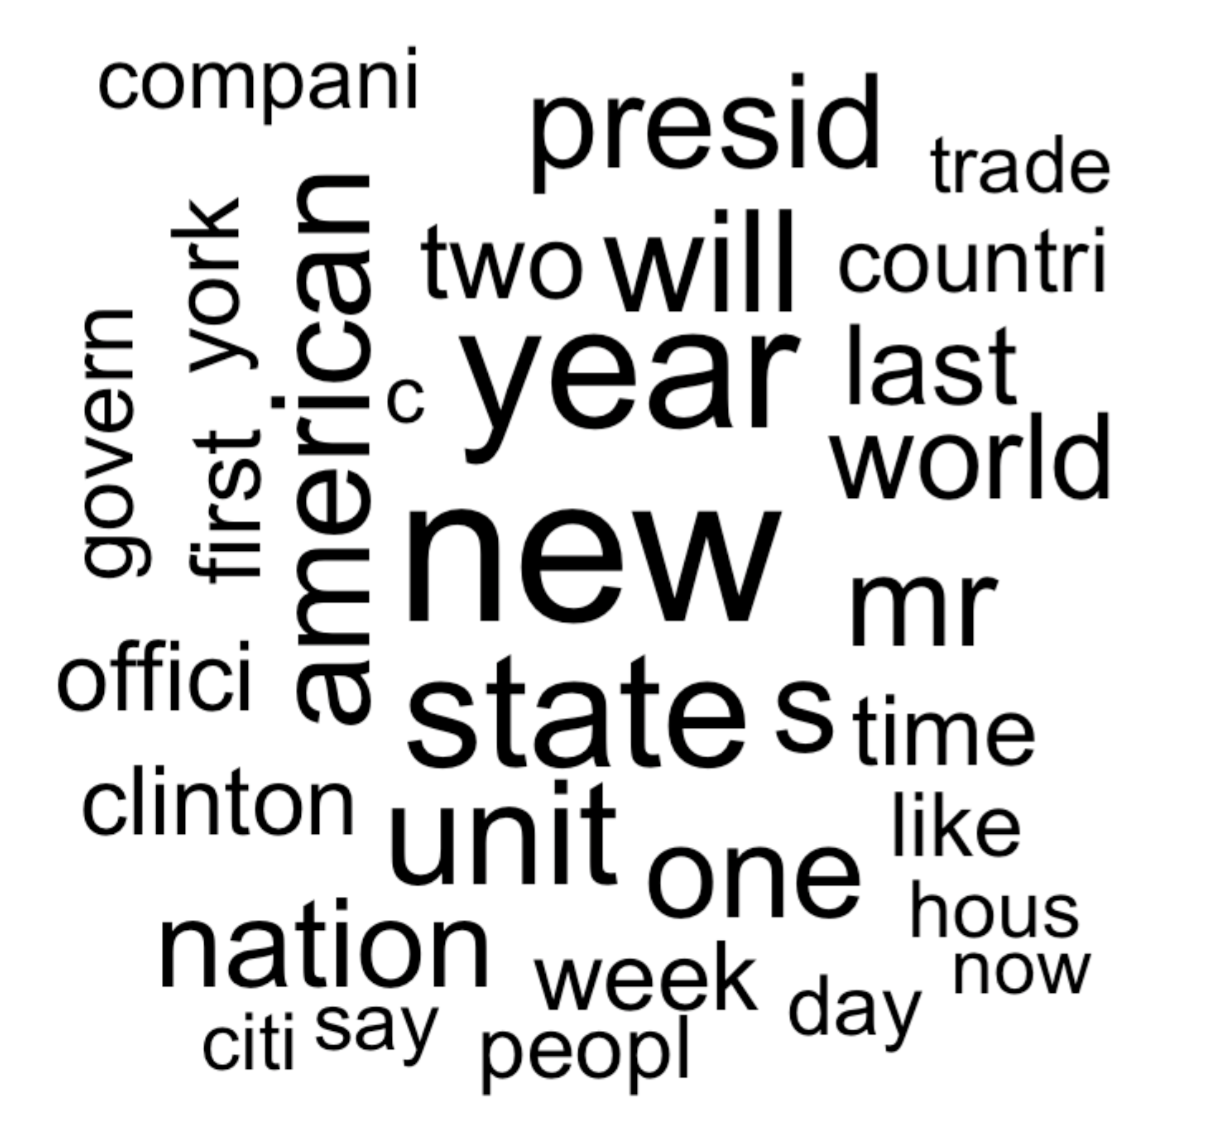 compani
presid
trade
york
american
two
will
countri
govern
year
last
c
first
world
new
mr
offici
state
s
time
clinton
unit
one
like
hous
nation
week
now
day
citi
say
peopl